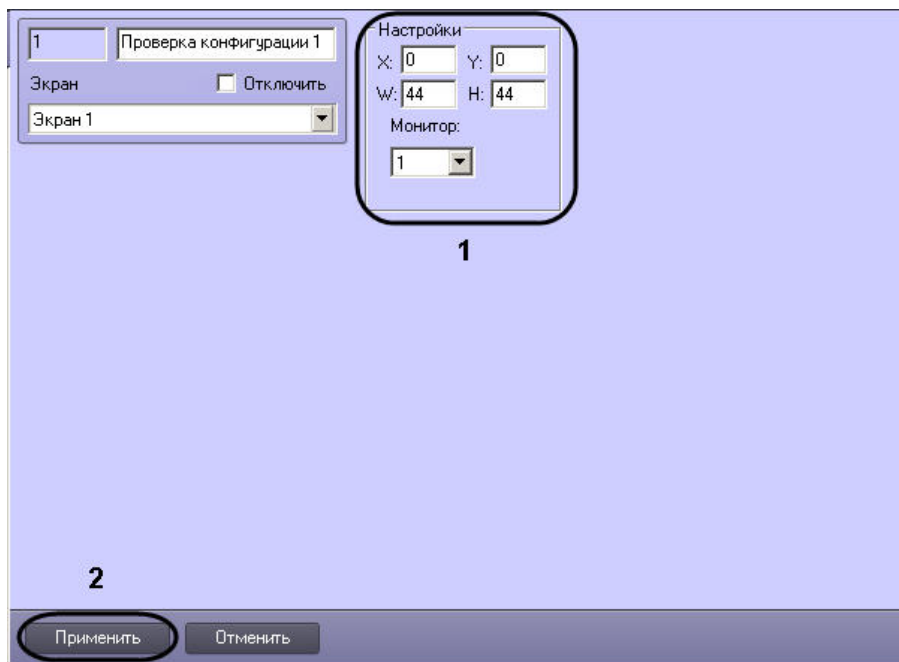 1 Проверка конфигурации 1
Экран Отключить
Экран 1
Настройки
X: 0 Y: 0
W: 44 H: 44
Монитор:
1
1
2
Применить Отменить